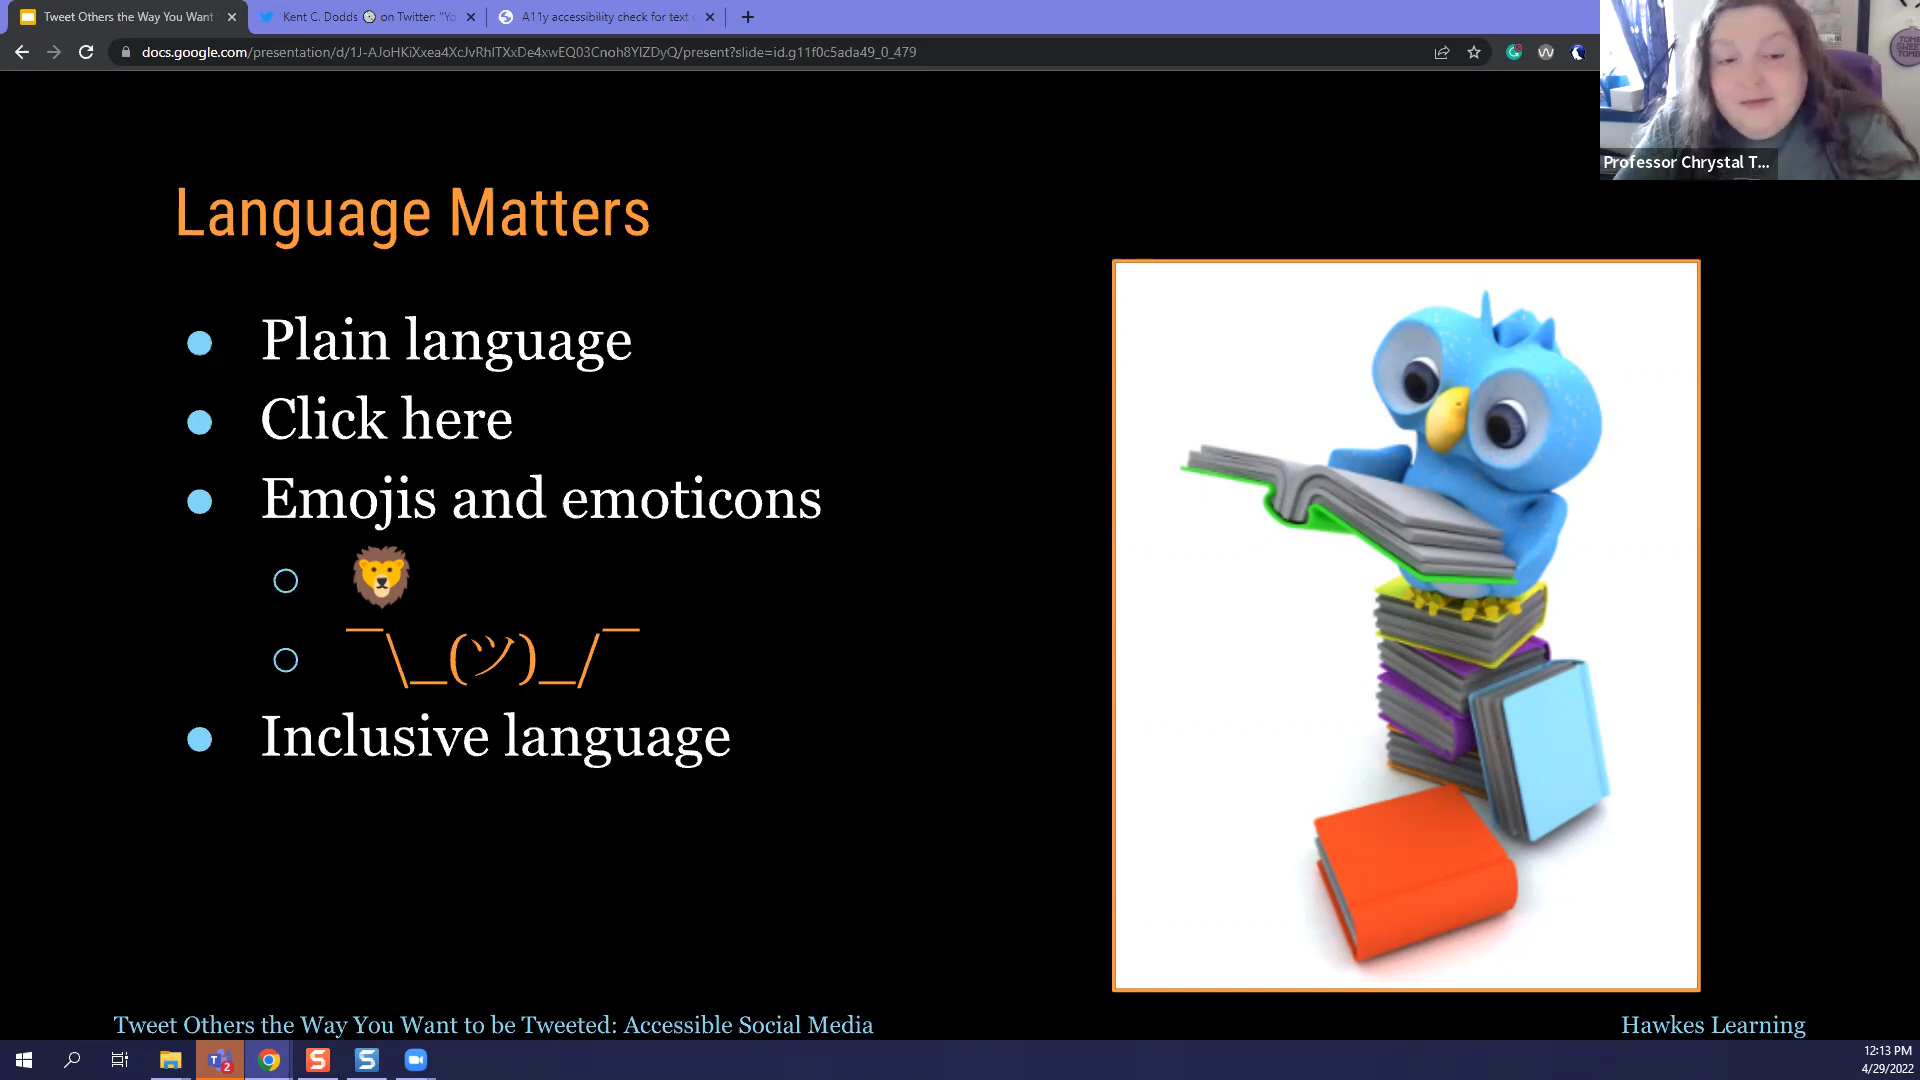 Tweet Others the Way You Want
Kent C. Dodds on Twitter: "Yo
A11y accessibility check for text
docs.google.com/presentation/d/1J-AJoHKiXxea4XcJvRhlTXxDe4xwEQ03Cnoh8YlZDyQ/present?slide=id.g11f0c5ada49_0_479
Professor Chrystal T...
Language Matters
Plain language
Click here
Emojis and emoticons
🦁
¯\_(ツ)_/¯
Inclusive language
Tweet Others the Way You Want to be Tweeted: Accessible Social Media
Hawkes Learning
12:13 PM
4/29/2022